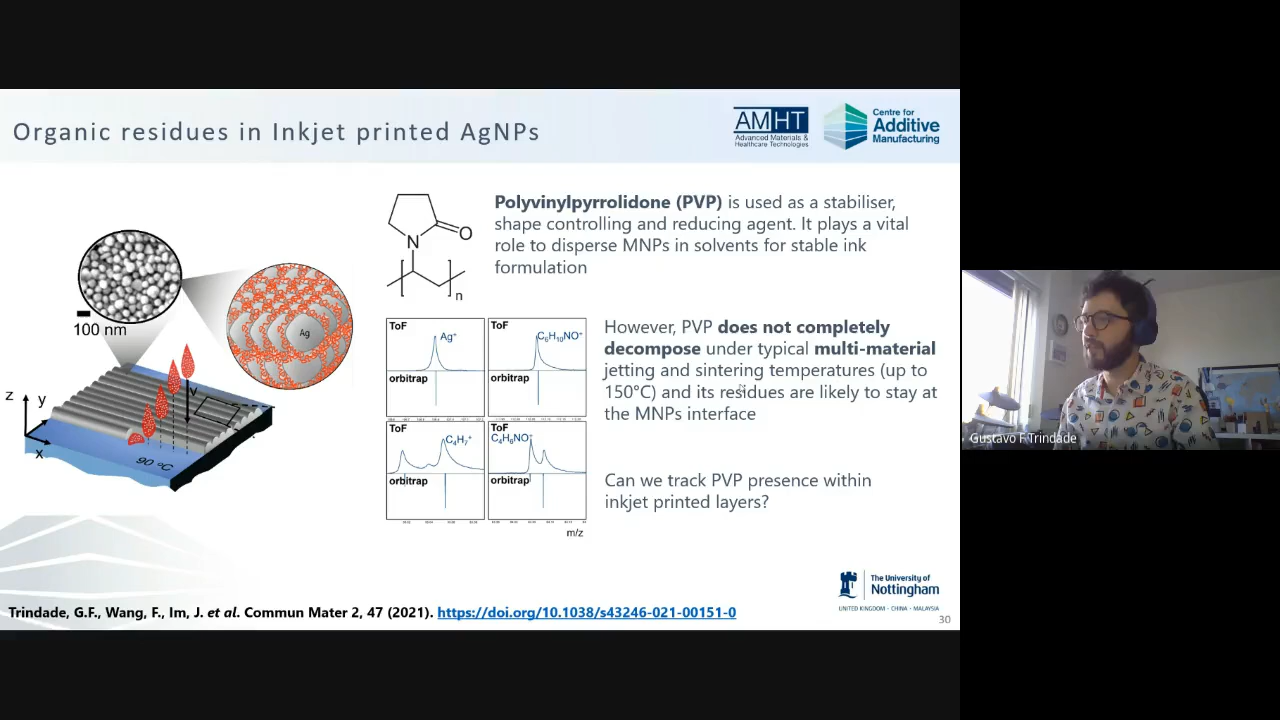 Organic residues in Inkjet printed AgNPs
AMHT
Advanced Materials &
Healthcare Technologies
Centre for
Additive
Manufacturing
Polyvinylpyrrolidone (PVP) is used as a stabiliser,
shape controlling and reducing agent. It plays a vital
role to disperse MNPs in solvents for stable ink
formulation
N
O
n
100 nm
Ag
z
y
x
v
90 ºC
ToF
Ag⁺
orbitrap
ToF
C₆H₁₀NO⁺
orbitrap
ToF
C₄H₇⁺
orbitrap
ToF
C₄H₆NO⁺
orbitrap
m/z
However, PVP does not completely
decompose under typical multi-material
jetting and sintering temperatures (up to
150°C) and its residues are likely to stay at
the MNPs interface
Can we track PVP presence within
inkjet printed layers?
Gustavo F Trindade
The University of
Nottingham
UNITED KINGDOM · CHINA · MALAYSIA
Trindade, G.F., Wang, F., Im, J. et al. Commun Mater 2, 47 (2021). https://doi.org/10.1038/s43246-021-00151-0
30